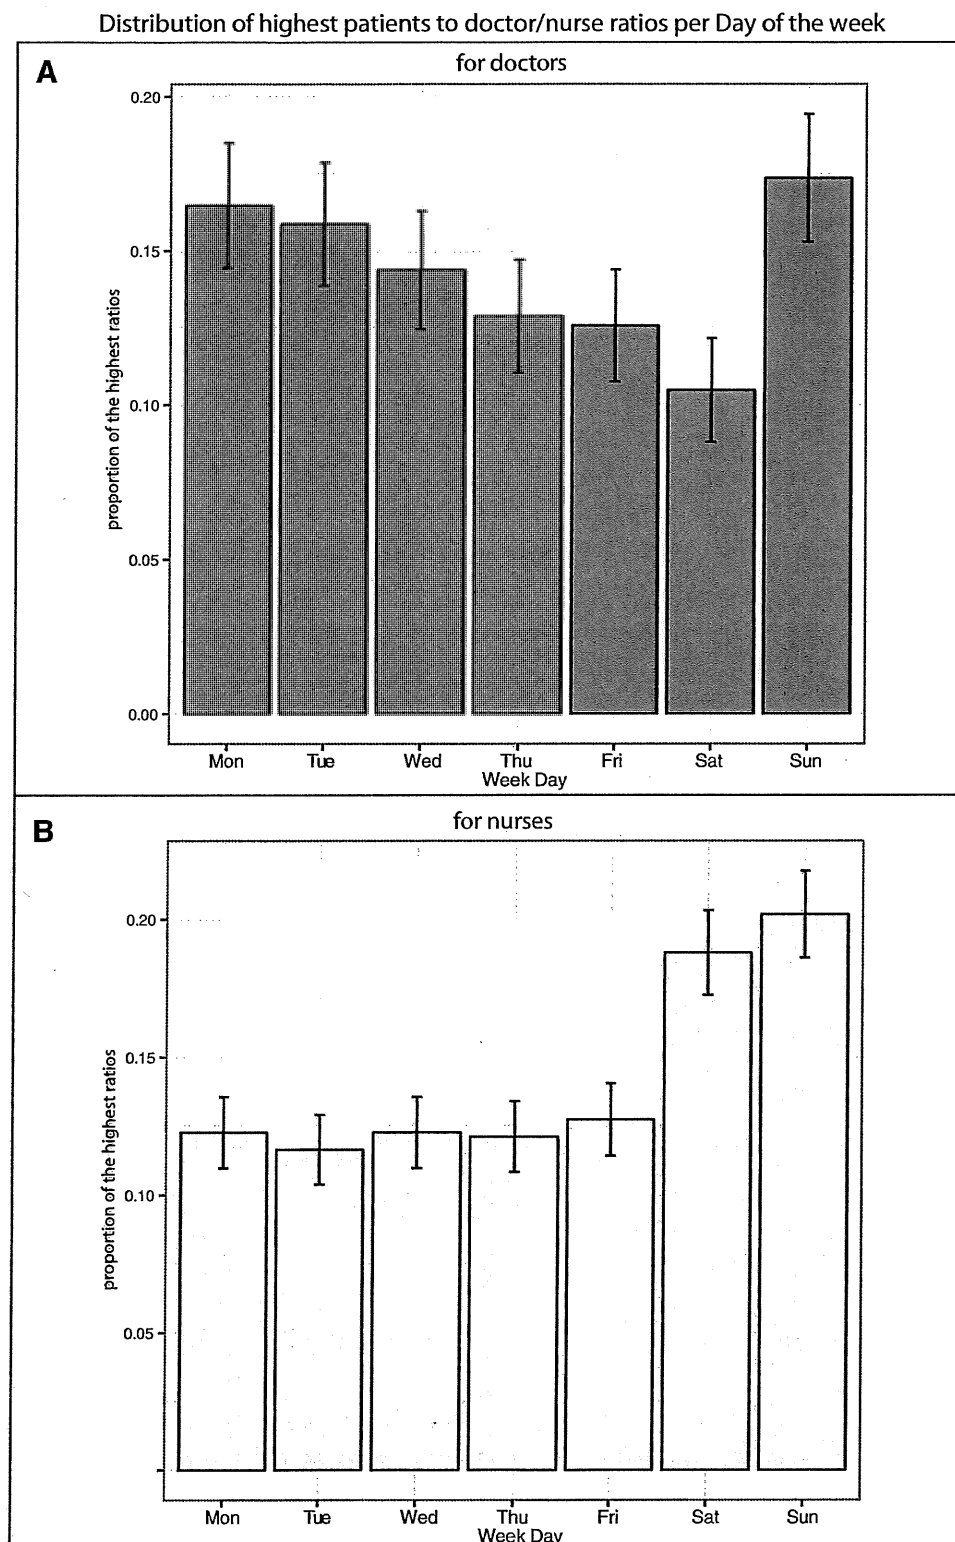 Distribution of highest patients to doctor/nurse ratios per Day of the week
A
for doctors
proportion of the highest ratios
0.20
0.15
0.10
0.05
0.00
Mon Tue Wed Thu Fri Sat Sun
Week Day
B
for nurses
proportion of the highest ratios
0.20
0.15
0.10
0.05
Mon Tue Wed Thu Fri Sat Sun
Week Day